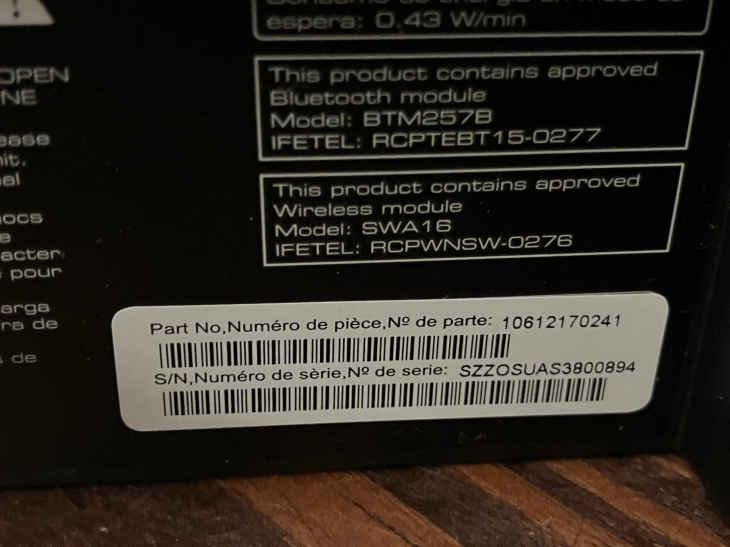 espera: 0,43 W/min
This product contains approved
Bluetooth module
Model: BTM257B
IFETEL: RCPTEBT15-0277
This product contains approved
Wireless module
Model: SWA16
IFETEL: RCPWNSW-0276
OPEN
NE
ease
nit.
al
ocs
e
acter
pour
arga
ra de
de
Part No,Numéro de pièce,Nº de parte: 10612170241
S/N,Numéro de sèrie,Nº de serie: SZZOSUAS3800894